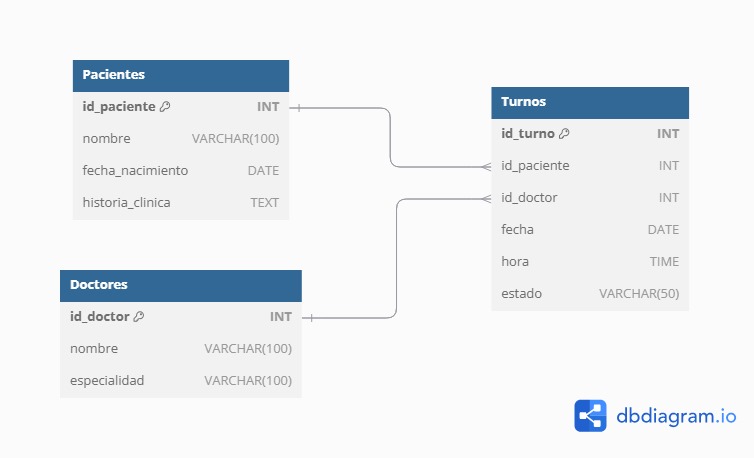 Pacientes
id_paciente INT
nombre VARCHAR(100)
fecha_nacimiento DATE
historia_clinica TEXT
Turnos
id_turno INT
id_paciente INT
id_doctor INT
fecha DATE
hora TIME
estado VARCHAR(50)
Doctores
id_doctor INT
nombre VARCHAR(100)
especialidad VARCHAR(100)
dbdiagram.io